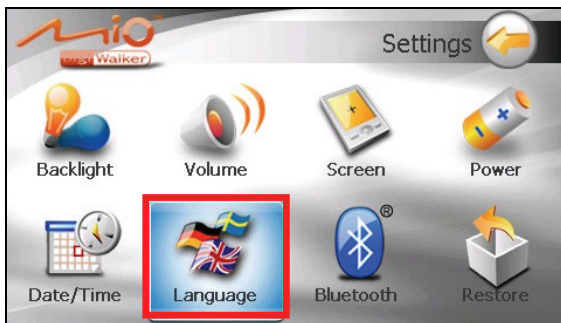 Mio
DigiWalker
Settings
Backlight Volume Screen Power
®
Date/Time Language Bluetooth Restore